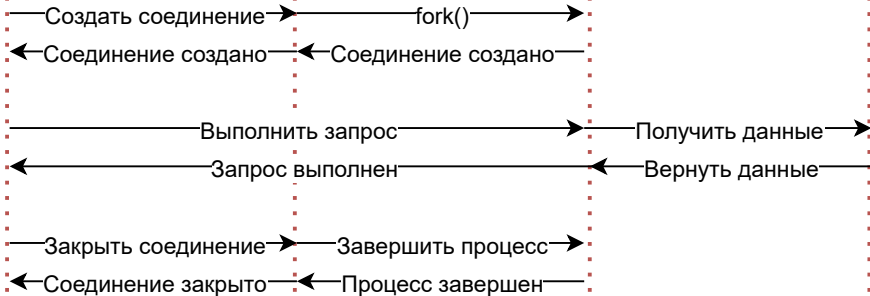 Создать соединение
fork()
Соединение создано
Соединение создано
Выполнить запрос
Получить данные
Запрос выполнен
Вернуть данные
Закрыть соединение
Завершить процесс
Соединение закрыто
Процесс завершен